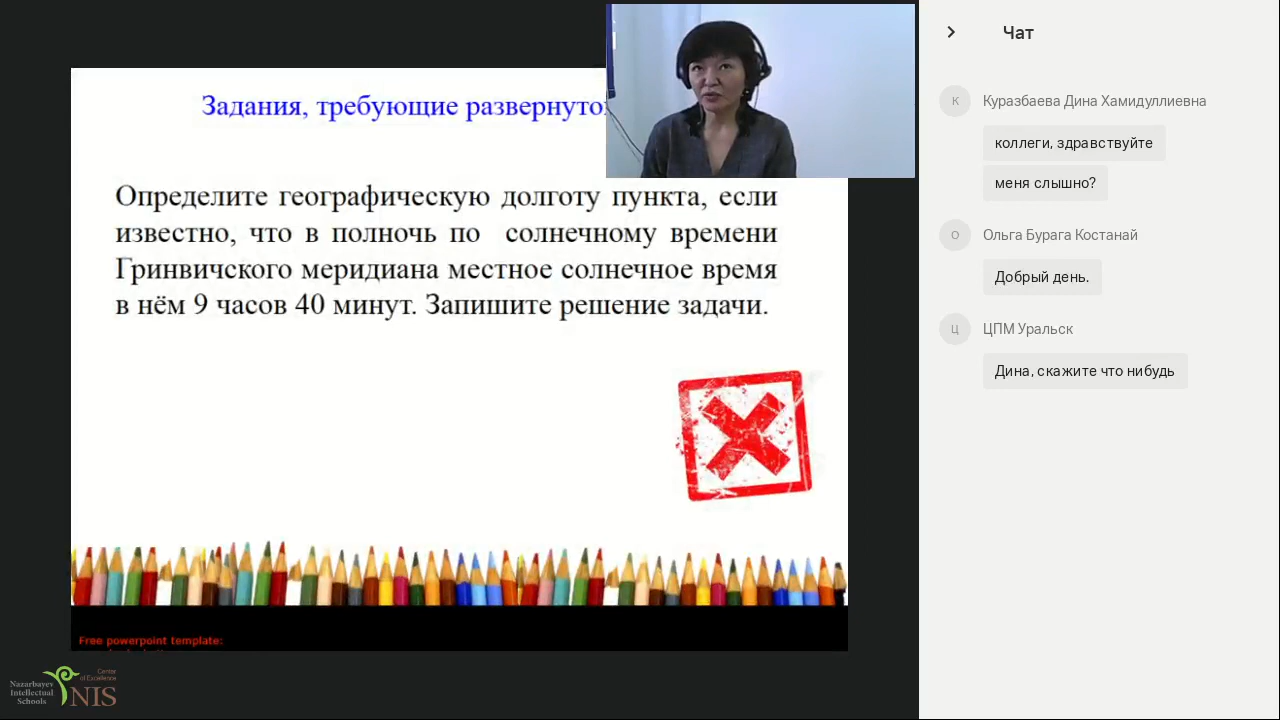 Задания, требующие
Определите географическую долготу пункта, если
известно, что в полночь по солнечному времени
Гринвичского меридиана местное солнечное время
в нём 9 часов 40 минут. Запишите решение задачи.
Free powerpoint template:
Nazarbayev
Intellectual
Schools
Center
of Excellence
NIS
Чат
К
Куразбаева Дина Хамидуллиевна
коллеги, здравствуйте
меня слышно?
О
Ольга Бурага Костанай
Добрый день.
Ц
ЦПМ Уральск
Дина, скажите что нибудь